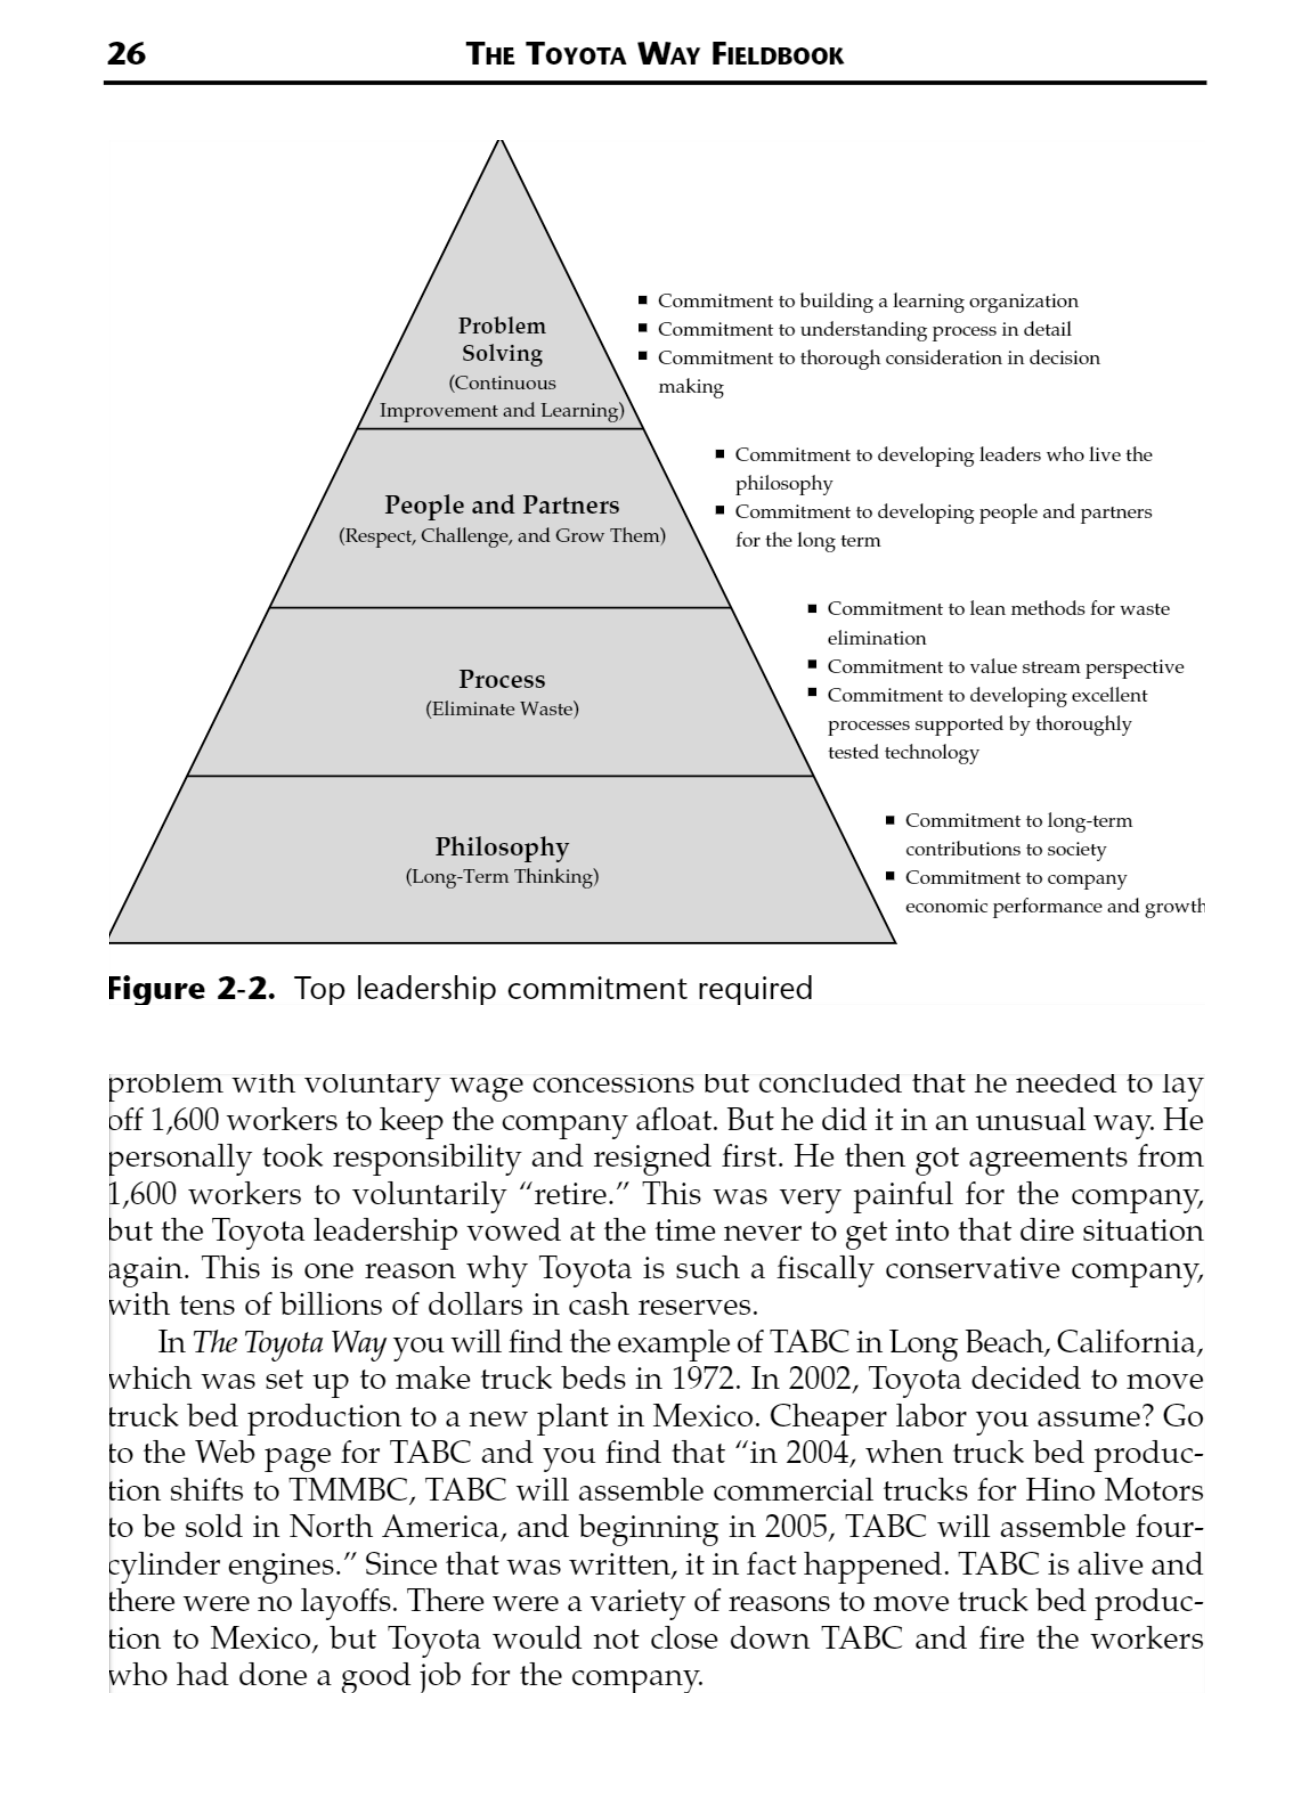 26
THE TOYOTA WAY FIELDBOOK
Problem
Solving
(Continuous
Improvement and Learning)
■ Commitment to building a learning organization
■ Commitment to understanding process in detail
■ Commitment to thorough consideration in decision
making
People and Partners
(Respect, Challenge, and Grow Them)
■ Commitment to developing leaders who live the
philosophy
■ Commitment to developing people and partners
for the long term
Process
(Eliminate Waste)
■ Commitment to lean methods for waste
elimination
■ Commitment to value stream perspective
■ Commitment to developing excellent
processes supported by thoroughly
tested technology
Philosophy
(Long-Term Thinking)
■ Commitment to long-term
contributions to society
■ Commitment to company
economic performance and growth
Figure 2-2. Top leadership commitment required
problem with voluntary wage concessions but concluded that he needed to lay
off 1,600 workers to keep the company afloat. But he did it in an unusual way. He
personally took responsibility and resigned first. He then got agreements from
1,600 workers to voluntarily “retire.” This was very painful for the company,
but the Toyota leadership vowed at the time never to get into that dire situation
again. This is one reason why Toyota is such a fiscally conservative company,
with tens of billions of dollars in cash reserves.
In The Toyota Way you will find the example of TABC in Long Beach, California,
which was set up to make truck beds in 1972. In 2002, Toyota decided to move
truck bed production to a new plant in Mexico. Cheaper labor you assume? Go
to the Web page for TABC and you find that “in 2004, when truck bed produc-
tion shifts to TMMBC, TABC will assemble commercial trucks for Hino Motors
to be sold in North America, and beginning in 2005, TABC will assemble four-
cylinder engines.” Since that was written, it in fact happened. TABC is alive and
there were no layoffs. There were a variety of reasons to move truck bed produc-
tion to Mexico, but Toyota would not close down TABC and fire the workers
who had done a good job for the company.